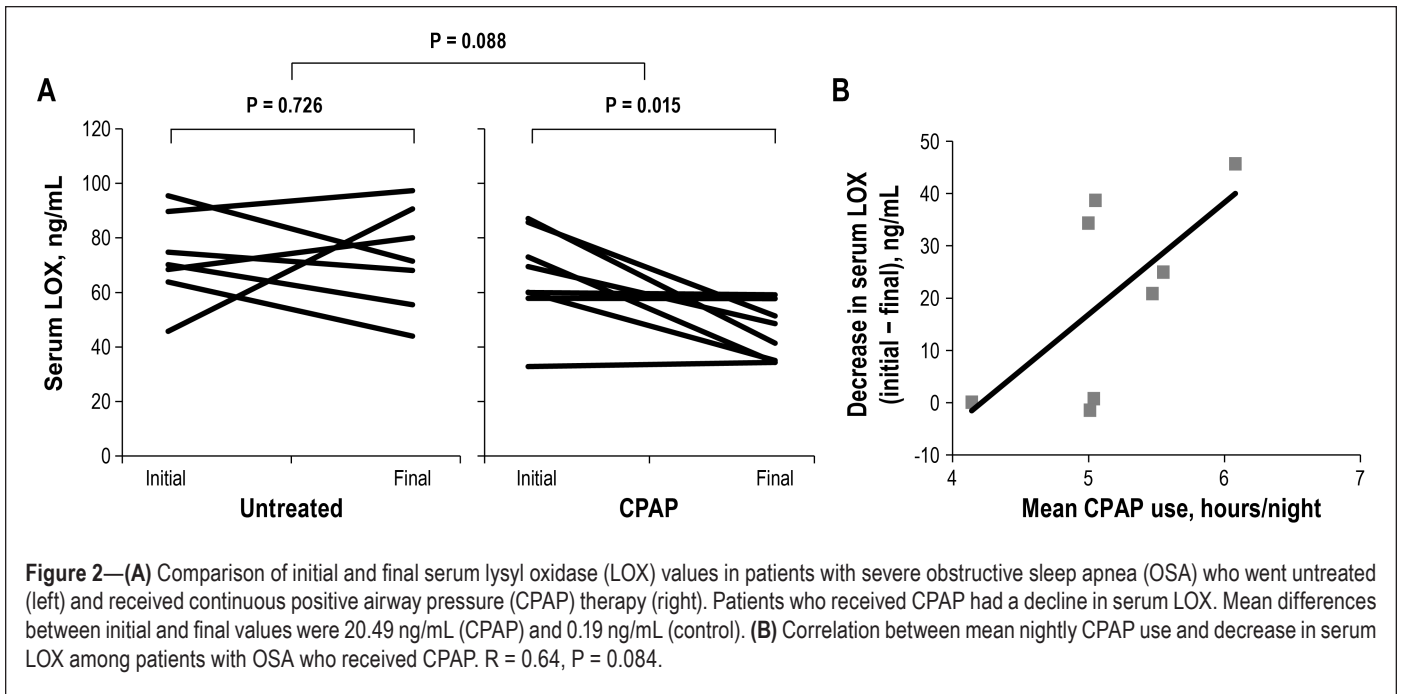 P = 0.088
A
P = 0.726
P = 0.015
Serum LOX, ng/mL
120
100
80
60
40
20
0
Initial
Final
Untreated
Initial
Final
CPAP
B
Decrease in serum LOX
(initial – final), ng/mL
50
40
30
20
10
0
-10
4
5
6
7
Mean CPAP use, hours/night
Figure 2—(A) Comparison of initial and final serum lysyl oxidase (LOX) values in patients with severe obstructive sleep apnea (OSA) who went untreated
(left) and received continuous positive airway pressure (CPAP) therapy (right). Patients who received CPAP had a decline in serum LOX. Mean differences
between initial and final values were 20.49 ng/mL (CPAP) and 0.19 ng/mL (control). (B) Correlation between mean nightly CPAP use and decrease in serum
LOX among patients with OSA who received CPAP. R = 0.64, P = 0.084.